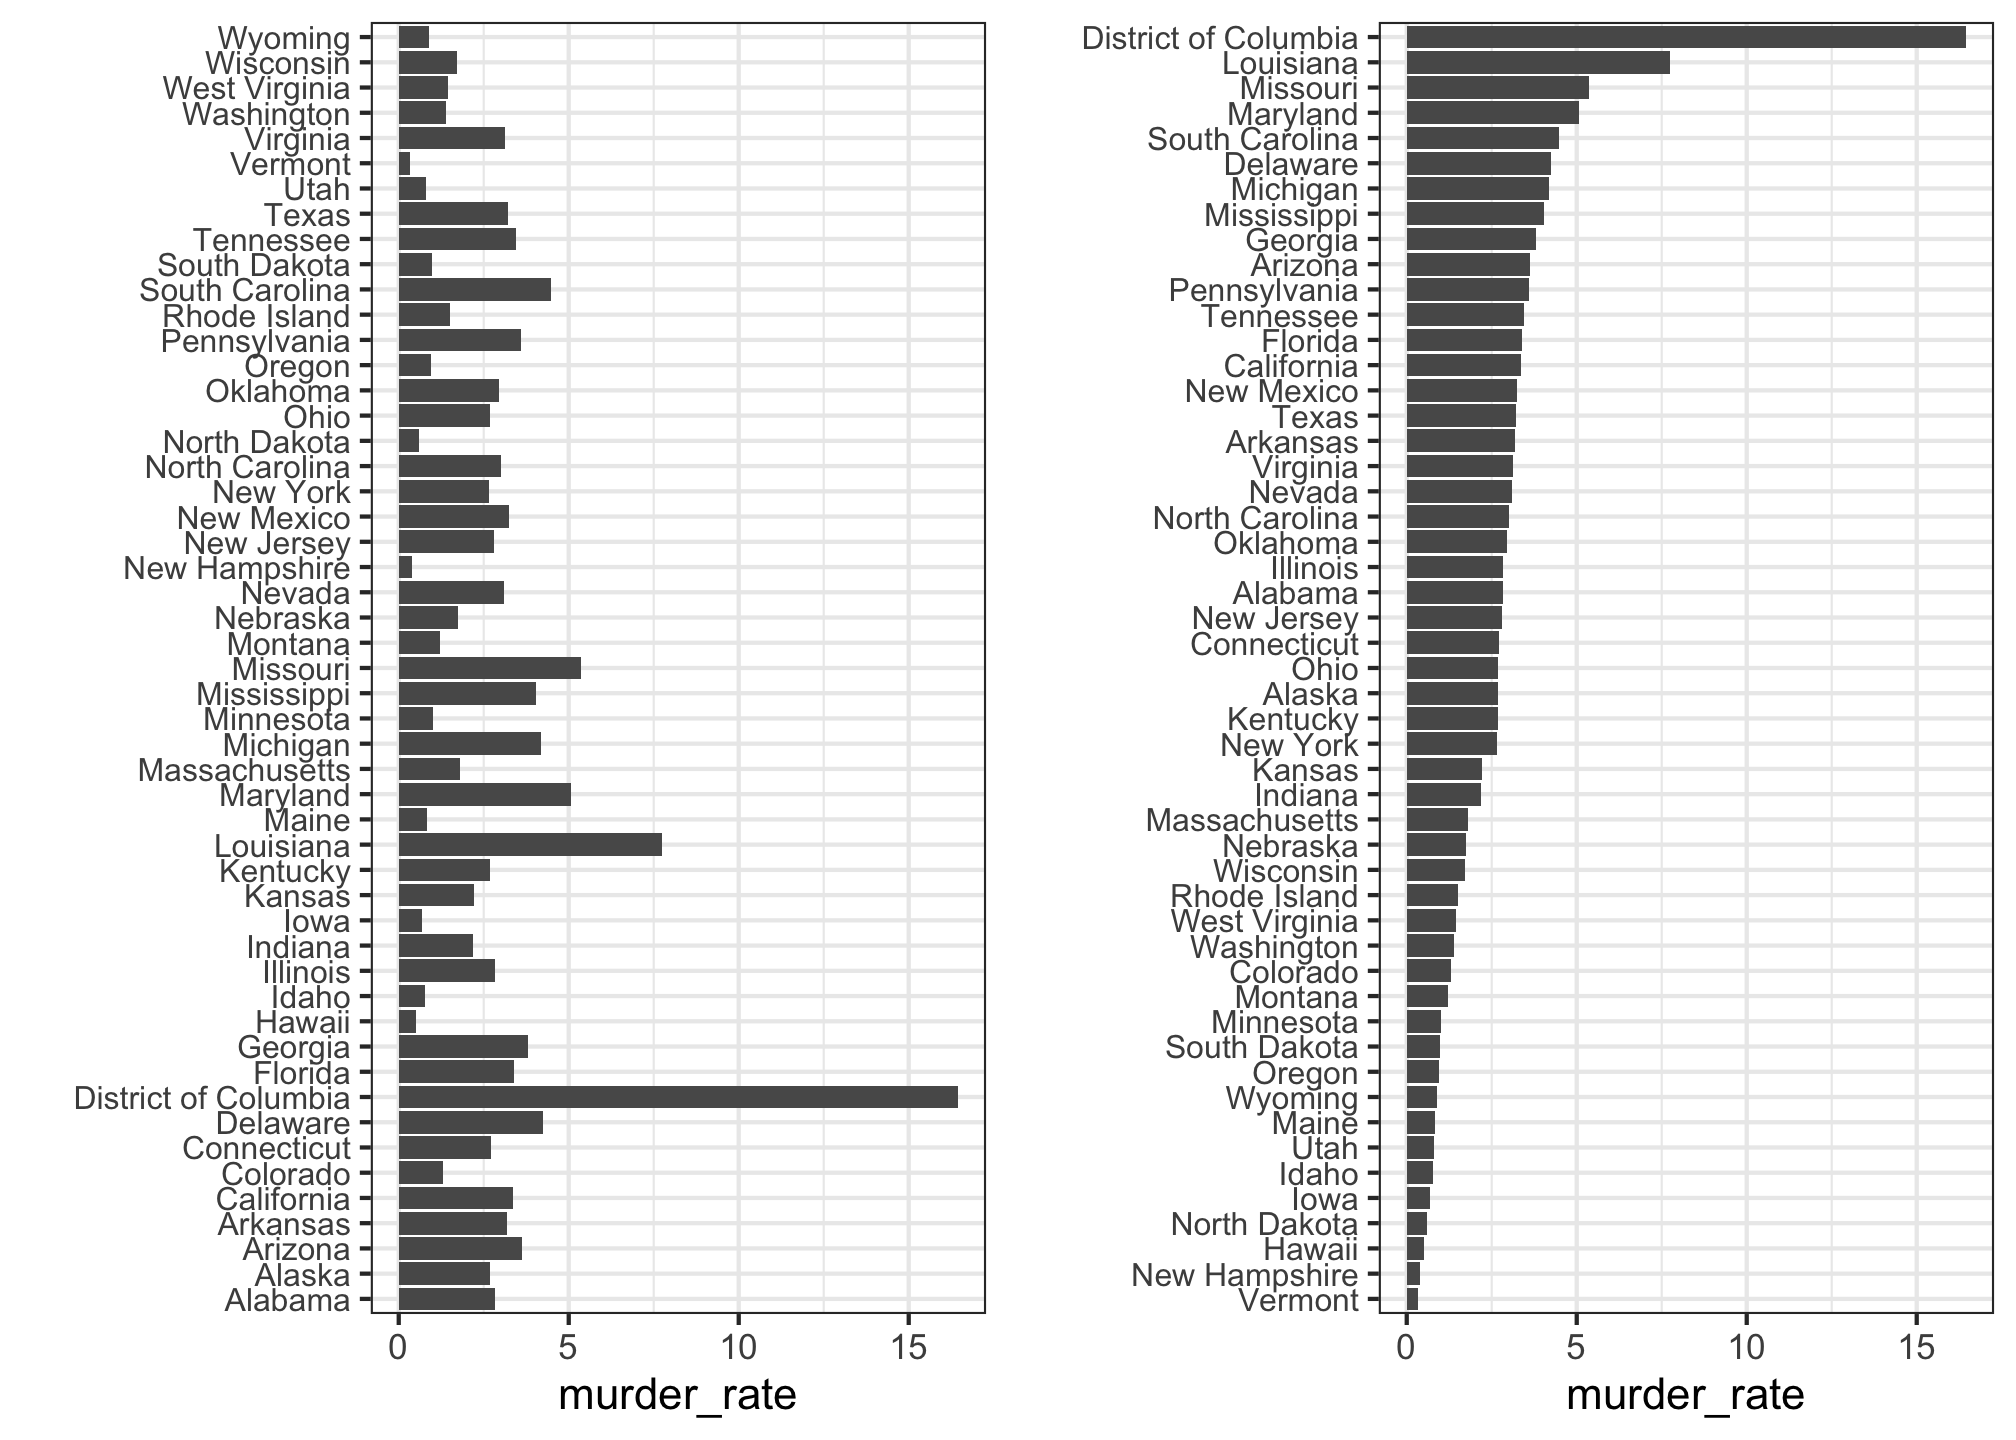 Wyoming
Wisconsin
West Virginia
Washington
Virginia
Vermont
Utah
Texas
Tennessee
South Dakota
South Carolina
Rhode Island
Pennsylvania
Oregon
Oklahoma
Ohio
North Dakota
North Carolina
New York
New Mexico
New Jersey
New Hampshire
Nevada
Nebraska
Montana
Missouri
Mississippi
Minnesota
Michigan
Massachusetts
Maryland
Maine
Louisiana
Kentucky
Kansas
Iowa
Indiana
Illinois
Idaho
Hawaii
Georgia
Florida
District of Columbia
Delaware
Connecticut
Colorado
California
Arkansas
Arizona
Alaska
Alabama
0 5 10 15
murder_rate
District of Columbia
Louisiana
Missouri
Maryland
South Carolina
Delaware
Michigan
Mississippi
Georgia
Arizona
Pennsylvania
Tennessee
Florida
California
New Mexico
Texas
Arkansas
Virginia
Nevada
North Carolina
Oklahoma
Illinois
Alabama
New Jersey
Connecticut
Ohio
Alaska
Kentucky
New York
Kansas
Indiana
Massachusetts
Nebraska
Wisconsin
Rhode Island
West Virginia
Washington
Colorado
Montana
Minnesota
South Dakota
Oregon
Wyoming
Maine
Utah
Idaho
Iowa
North Dakota
Hawaii
New Hampshire
Vermont
0 5 10 15
murder_rate